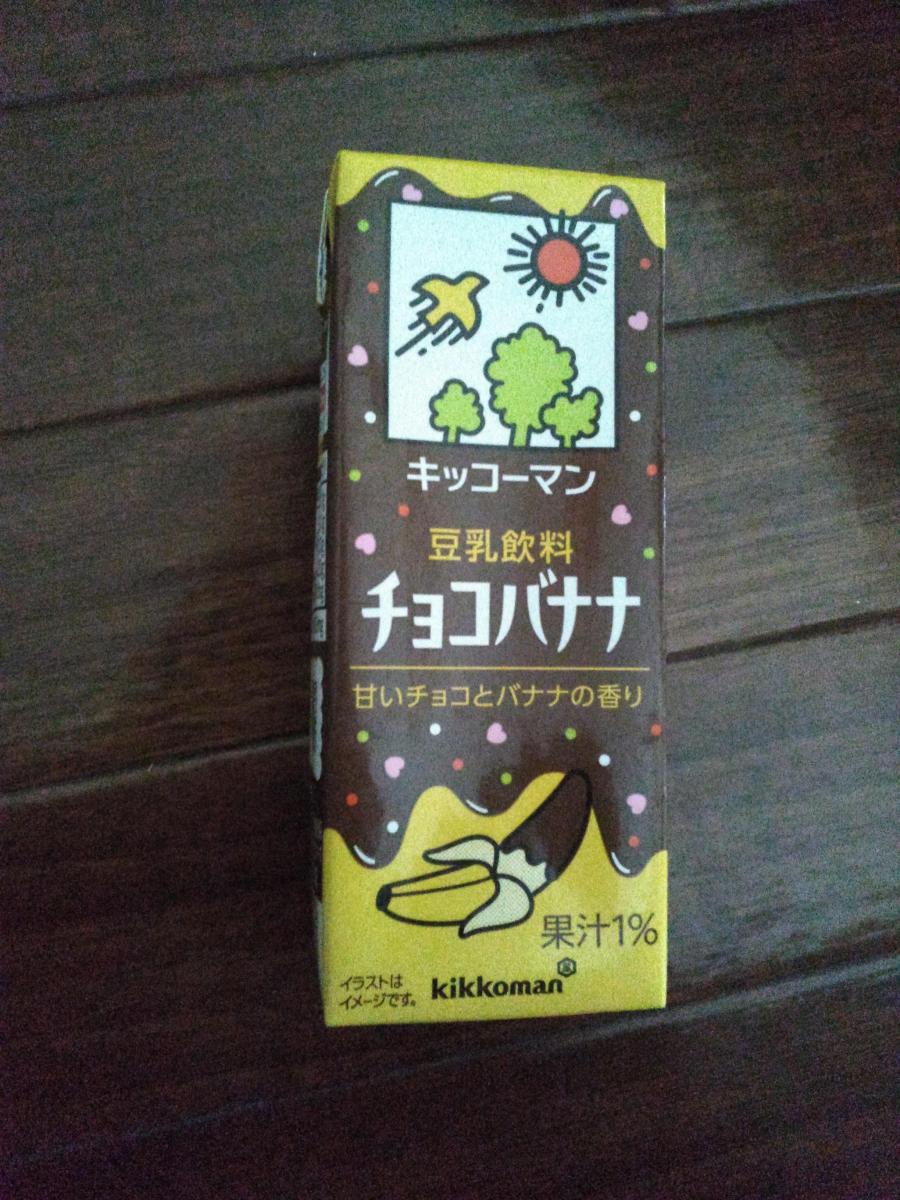 キッコーマン
豆乳飲料
チョコバナナ
甘いチョコとバナナの香り
果汁1%
イラストは
イメージです。
kikkoman